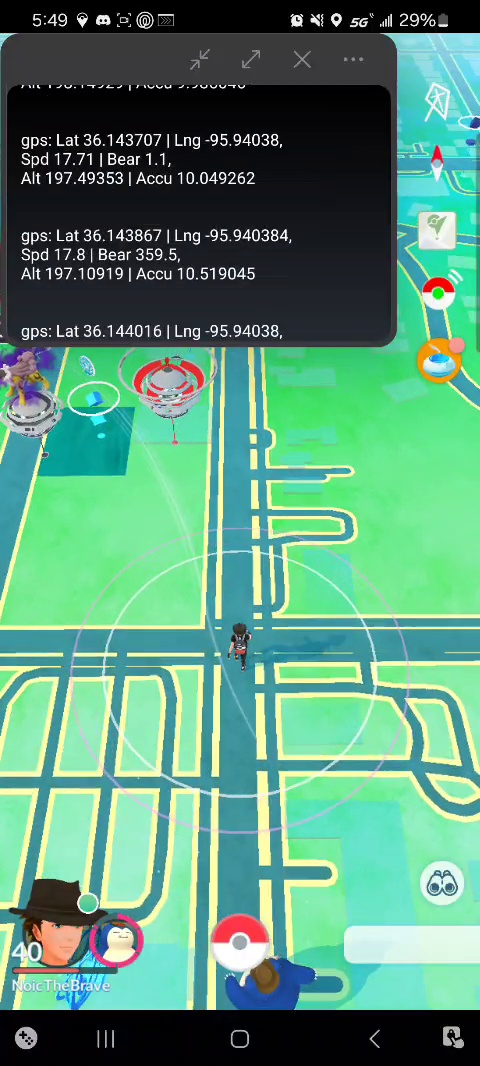 5:49
5G
29%
gps: Lat 36.143707 | Lng -95.94038,
Spd 17.71 | Bear 1.1,
Alt 197.49353 | Accu 10.049262
gps: Lat 36.143867 | Lng -95.940384,
Spd 17.8 | Bear 359.5,
Alt 197.10919 | Accu 10.519045
gps: Lat 36.144016 | Lng -95.94038,
40
NoicTheBrave